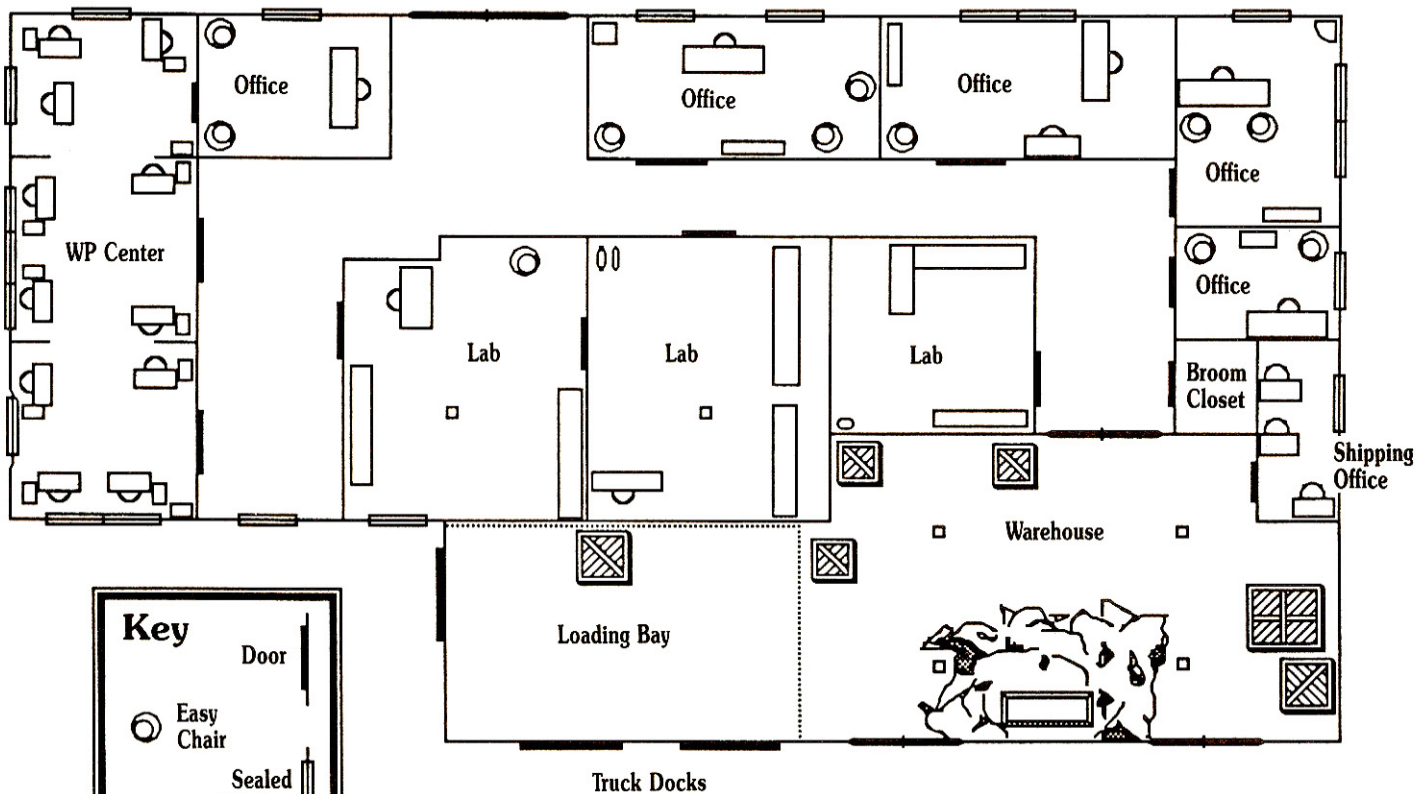 Office
Office
Office
Office
WP Center
Office
Lab
Lab
Lab
Broom
Closet
Shipping
Office
Warehouse
Loading Bay
Key
Door
Easy
Chair
Sealed
Truck Docks